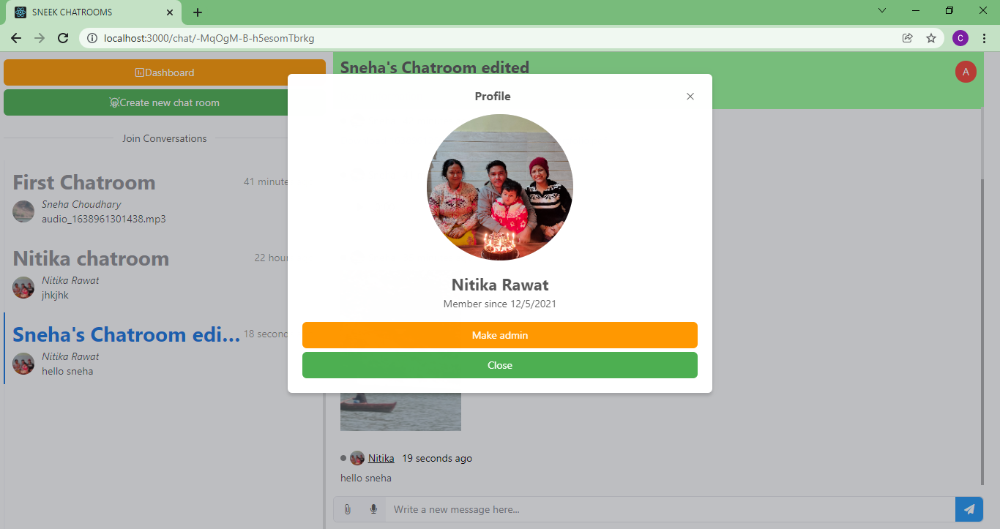 SNEEK CHATROOMS
localhost:3000/chat/-MqOgM-B-h5esomTbrkg
C
Dashboard
Create new chat room
Join Conversations
First Chatroom
41 minute
Sneha Choudhary
audio_1638961301438.mp3
Nitika chatroom
22 hour
Nitika Rawat
jhkjhk
Sneha's Chatroom edi...
18 second
Nitika Rawat
hello sneha
Sneha's Chatroom edited
A
Profile
Nitika Rawat
Member since 12/5/2021
Make admin
Close
Nitika 19 seconds ago
hello sneha
Write a new message here...